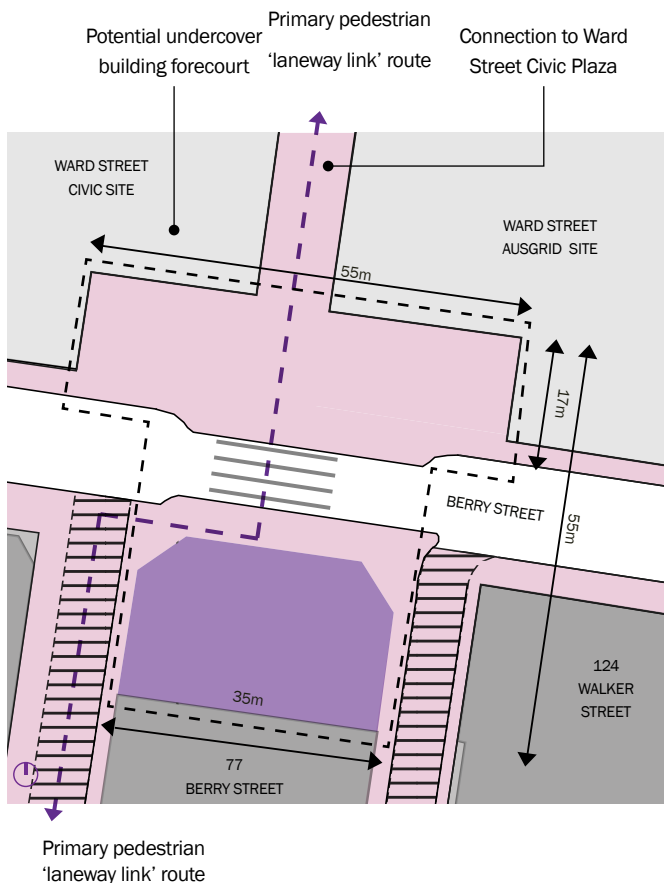 Potential undercover
building forecourt
Primary pedestrian
‘laneway link’ route
Connection to Ward
Street Civic Plaza
WARD STREET
CIVIC SITE
WARD STREET
AUSGRID SITE
55m
17m
55m
BERRY STREET
35m
124
WALKER
STREET
77
BERRY STREET
Primary pedestrian
‘laneway link’ route